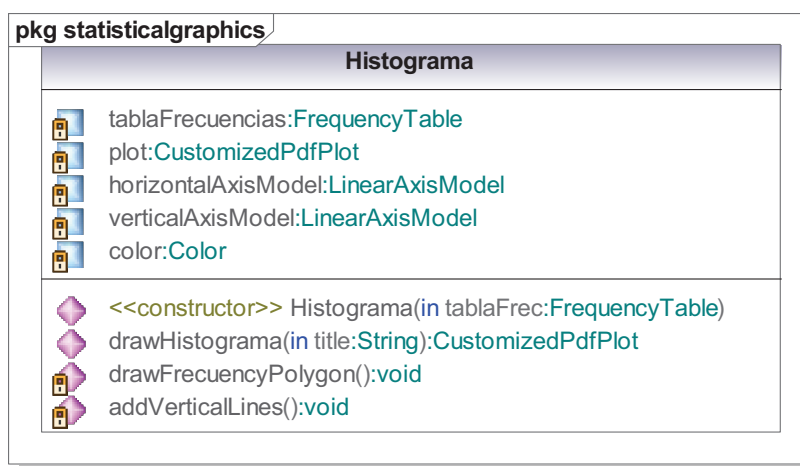 pkg statisticalgraphics
Histograma
tablaFrecuencias:FrequencyTable
plot:CustomizedPdfPlot
horizontalAxisModel:LinearAxisModel
verticalAxisModel:LinearAxisModel
color:Color
<<constructor>> Histograma(in tablaFrec:FrequencyTable)
drawHistograma(in title:String):CustomizedPdfPlot
drawFrecuencyPolygon():void
addVerticalLines():void